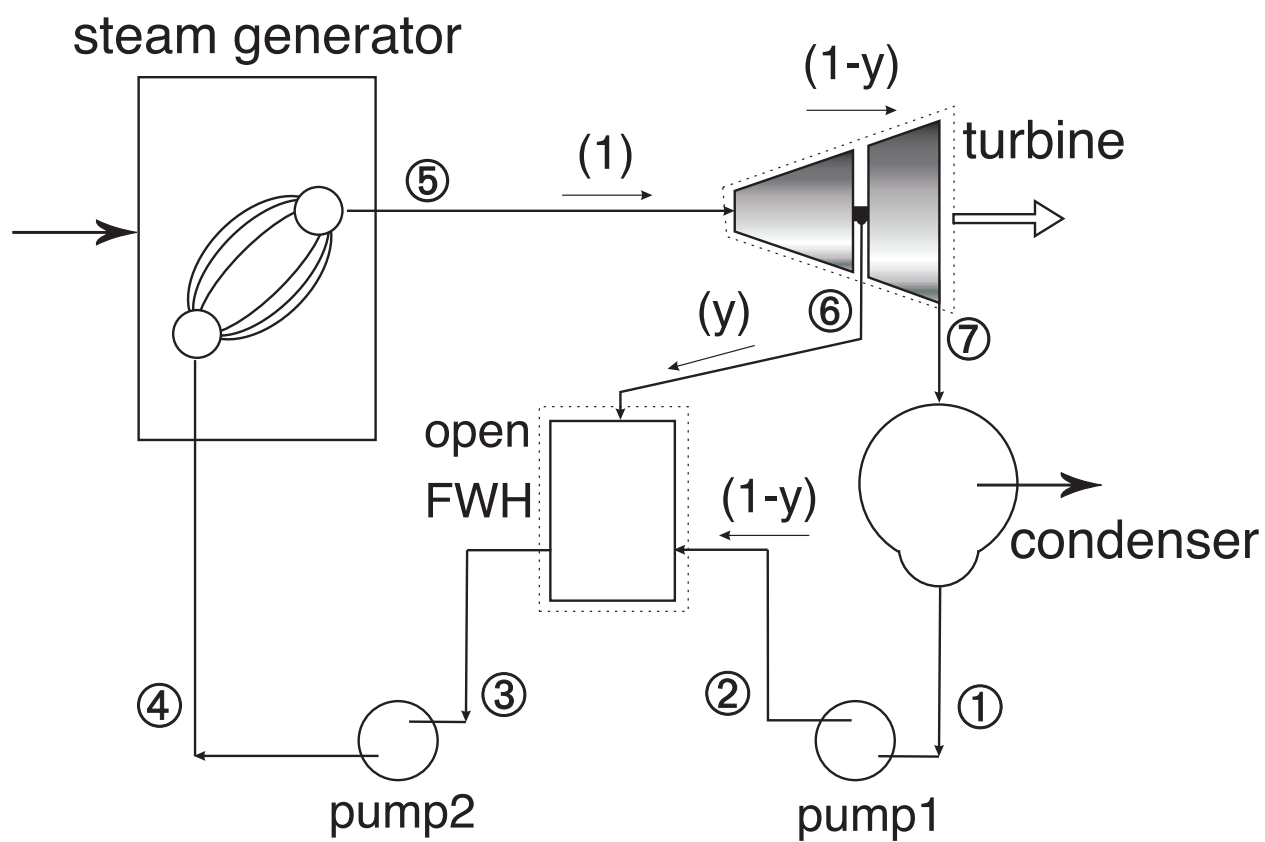 steam generator
(1-y)
turbine
(1)
⑤
⑥
(y)
⑦
open
FWH
(1-y)
condenser
④
③
②
①
pump2
pump1